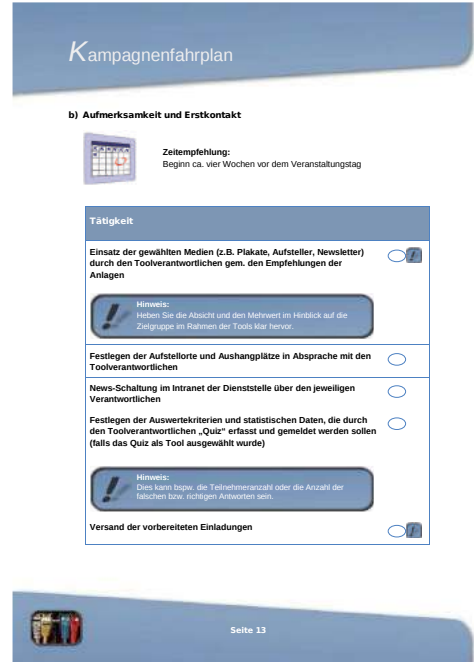 Kampagnenfahrplan
b) Aufmerksamkeit und Erstkontakt
Zeitempfehlung:
Beginn ca. vier Wochen vor dem Veranstaltungstag
Tätigkeit
Einsatz der gewählten Medien (z.B. Plakate, Aufsteller, Newsletter)
durch den Toolverantwortlichen gem. den Empfehlungen der
Anlagen
Hinweis:
Heben Sie die Absicht und den Mehrwert im Hinblick auf die
Zielgruppe im Rahmen der Tools klar hervor.
Festlegen der Aufstellorte und Aushangplätze in Absprache mit den
Toolverantwortlichen
News-Schaltung im Intranet der Dienststelle über den jeweiligen
Verantwortlichen
Festlegen der Auswertekriterien und statistischen Daten, die durch
den Toolverantwortlichen „Quiz“ erfasst und gemeldet werden sollen
(falls das Quiz als Tool ausgewählt wurde)
Hinweis:
Dies kann bspw. die Teilnehmeranzahl oder die Anzahl der
falschen bzw. richtigen Antworten sein.
Versand der vorbereiteten Einladungen
Seite 13